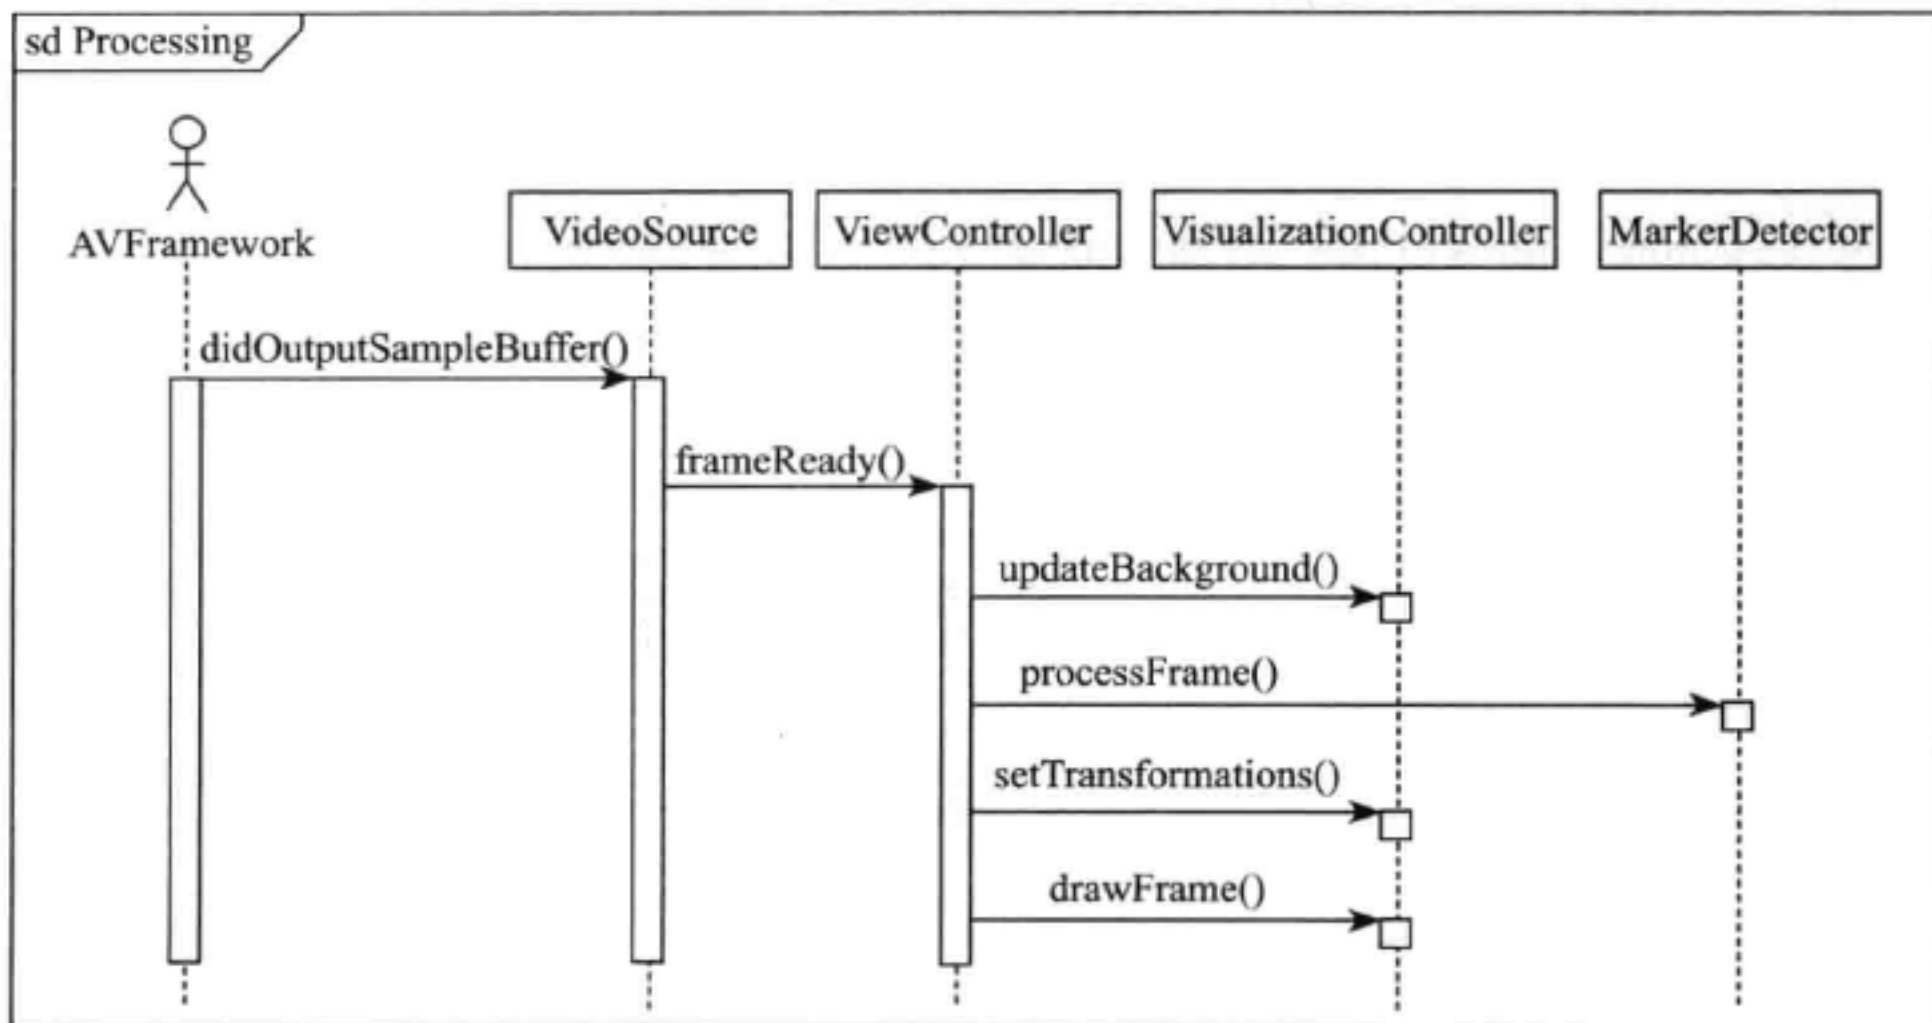 sd Processing
AVFramework
VideoSource
ViewController
VisualizationController
MarkerDetector
didOutputSampleBuffer()
frameReady()
updateBackground()
processFrame()
setTransformations()
drawFrame()